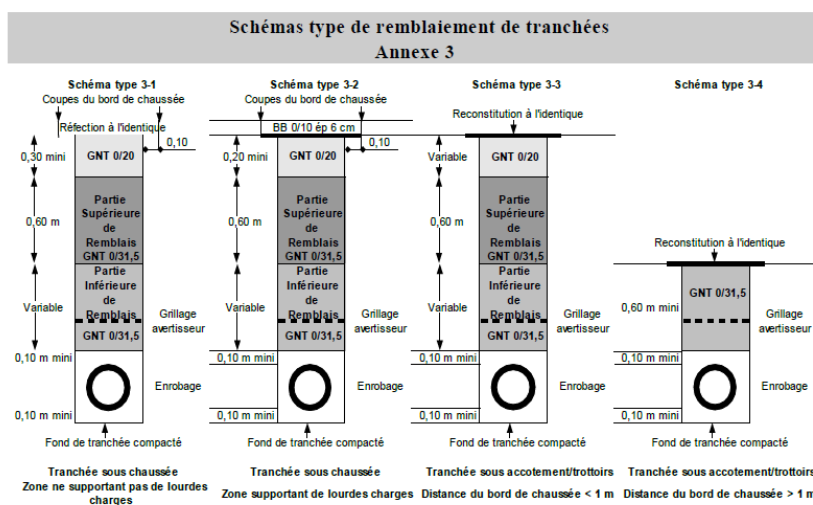 Schémas type de remblaiement de tranchées
Annexe 3
Schéma type 3-1
Coupes du bord de chaussée
Réfection à l'identique
0,10
0,30 mini
GNT 0/20
0,60 m
Partie
Supérieure
de
Remblais
GNT 0/31,5
Variable
Partie
Inférieure
de
Remblais
GNT 0/31,5
Grillage
avertisseur
0,10 m mini
Enrobage
0,10 m mini
Fond de tranchée compacté
Tranchée sous chaussée
Zone ne supportant pas de lourdes
charges
Schéma type 3-2
Coupes du bord de chaussée
BB 0/10 ép 6 cm
0,10
0,20 mini
GNT 0/20
0,60 m
Partie
Supérieure
de
Remblais
GNT 0/31,5
Variable
Partie
Inférieure
de
Remblais
GNT 0/31,5
Grillage
avertisseur
0,10 m mini
Enrobage
0,10 m mini
Fond de tranchée compacté
Tranchée sous chaussée
Zone supportant de lourdes charges
Schéma type 3-3
Reconstitution à l'identique
Variable
GNT 0/20
0,60 m
Partie
Supérieure
de
Remblais
GNT 0/31,5
Variable
Partie
Inférieure
de
Remblais
GNT 0/31,5
Grillage
avertisseur
0,10 m mini
Enrobage
0,10 m mini
Fond de tranchée compacté
Tranchée sous accotement/trottoirs
Distance du bord de chaussée < 1 m
Schéma type 3-4
Reconstitution à l'identique
GNT 0/31,5
0,60 m mini
Grillage
avertisseur
0,10 m mini
Enrobage
0,10 m mini
Fond de tranchée compacté
Tranchée sous accotement/trottoirs
Distance du bord de chaussée > 1 m